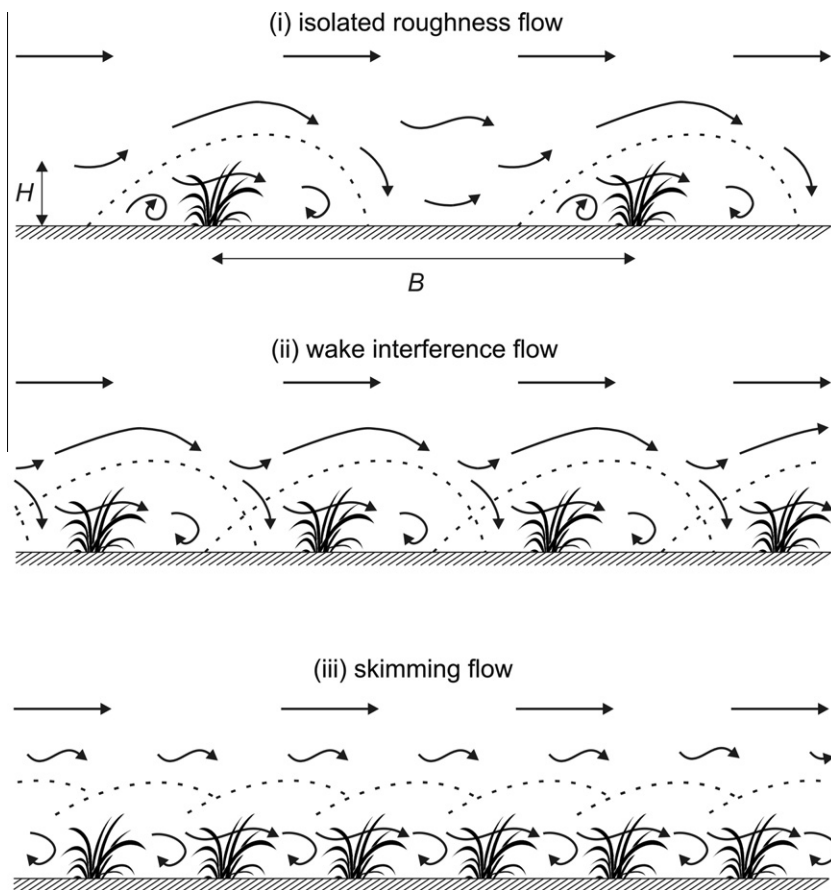 (i) isolated roughness flow
H
B
(ii) wake interference flow
(iii) skimming flow